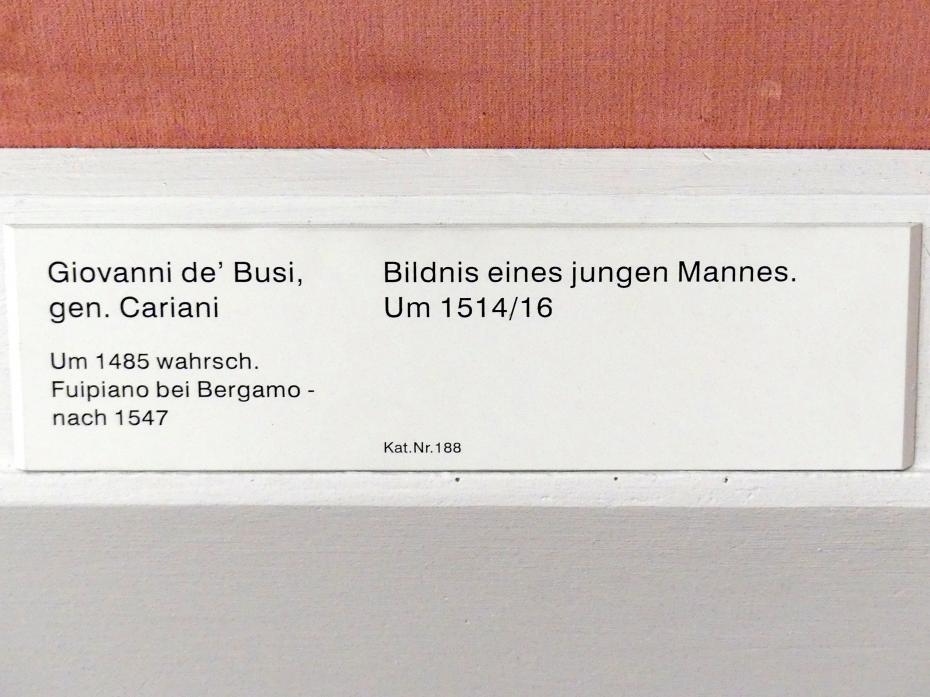 Giovanni de’ Busi,
gen. Cariani
Um 1485 wahrsch.
Fuipiano bei Bergamo -
nach 1547
Bildnis eines jungen Mannes.
Um 1514/16
Kat.Nr.188